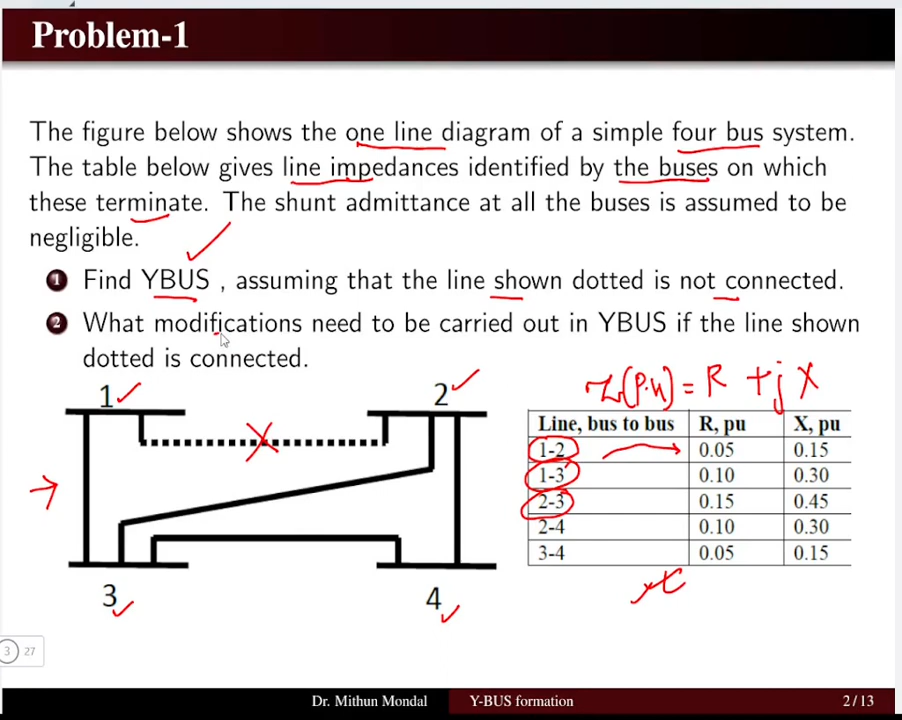 Problem-1
The figure below shows the one line diagram of a simple four bus system.
The table below gives line impedances identified by the buses on which
these terminate. The shunt admittance at all the buses is assumed to be
negligible.
1 Find YBUS , assuming that the line shown dotted is not connected.
2 What modifications need to be carried out in YBUS if the line shown
dotted is connected.
1
2
3
4
Z(p.u) = R + j X
Line, bus to bus R, pu X, pu
1-2 0.05 0.15
1-3 0.10 0.30
2-3 0.15 0.45
2-4 0.10 0.30
3-4 0.05 0.15
3 27
Dr. Mithun Mondal Y-BUS formation 2/13